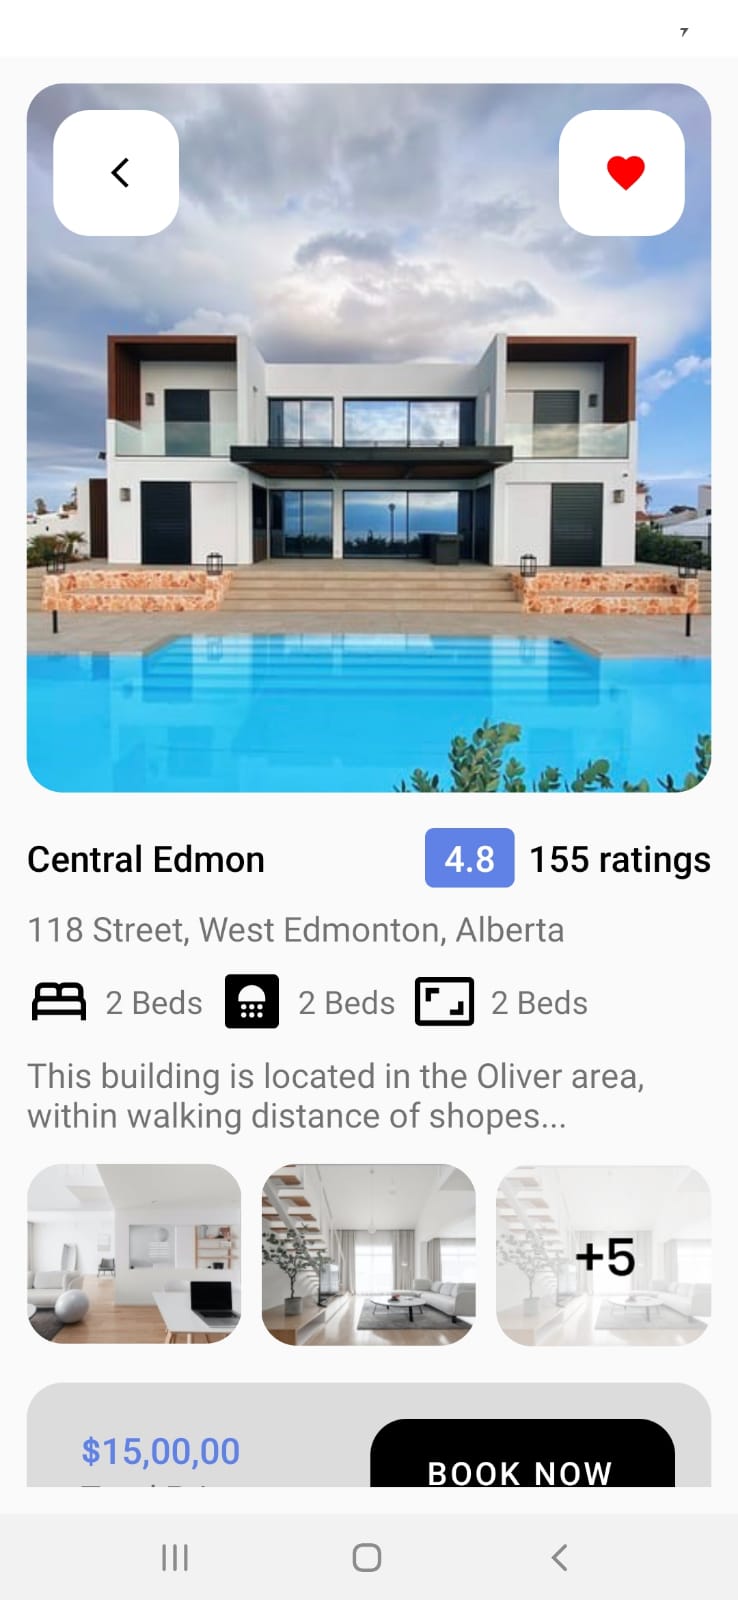 Central Edmon
4.8 155 ratings
118 Street, West Edmonton, Alberta
2 Beds 2 Beds 2 Beds
This building is located in the Oliver area,
within walking distance of shopes...
+5
$15,00,00
BOOK NOW